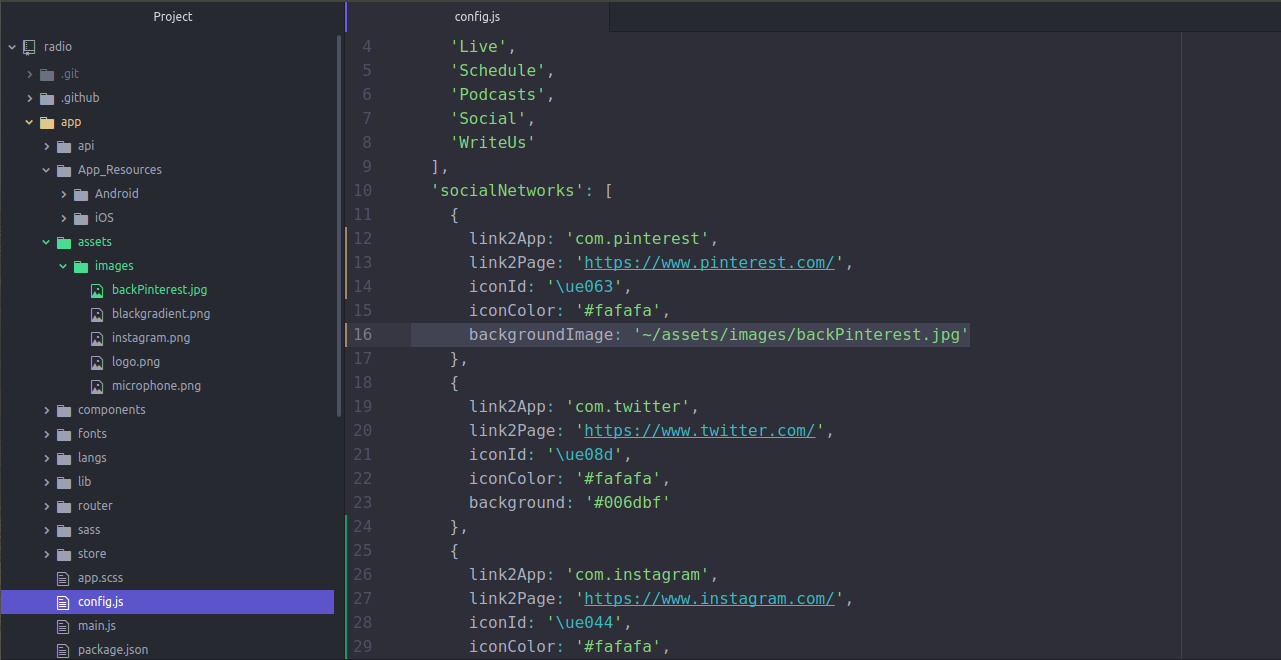 Project
radio
.git
.github
app
api
App_Resources
Android
iOS
assets
images
backPinterest.jpg
blackgradient.png
instagram.png
logo.png
microphone.png
components
fonts
langs
lib
router
sass
store
app.scss
config.js
main.js
package.json
config.js
4 'Live',
5 'Schedule',
6 'Podcasts',
7 'Social',
8 'WriteUs'
9 ],
10 'socialNetworks': [
11 {
12 link2App: 'com.pinterest',
13 link2Page: 'https://www.pinterest.com/',
14 iconId: '\ue063',
15 iconColor: '#fafafa',
16 backgroundImage: '~/assets/images/backPinterest.jpg'
17 },
18 {
19 link2App: 'com.twitter',
20 link2Page: 'https://www.twitter.com/',
21 iconId: '\ue08d',
22 iconColor: '#fafafa',
23 background: '#006dbf'
24 },
25 {
26 link2App: 'com.instagram',
27 link2Page: 'https://www.instagram.com/',
28 iconId: '\ue044',
29 iconColor: '#fafafa',